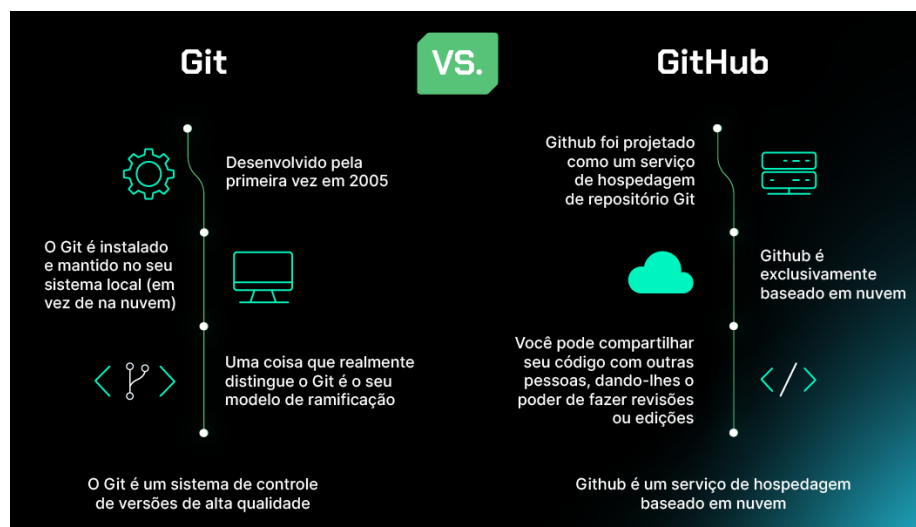 Git
VS.
GitHub
Desenvolvido pela
primeira vez em 2005
O Git é instalado
e mantido no seu
sistema local (em
vez de na nuvem)
Uma coisa que realmente
distingue o Git é o seu
modelo de ramificação
O Git é um sistema de controle
de versões de alta qualidade
Github foi projetado
como um serviço
de hospedagem
de repositório Git
Github é
exclusivamente
baseado em nuvem
Você pode compartilhar
seu código com outras
pessoas, dando-lhes o
poder de fazer revisões
ou edições
Github é um serviço de hospedagem
baseado em nuvem